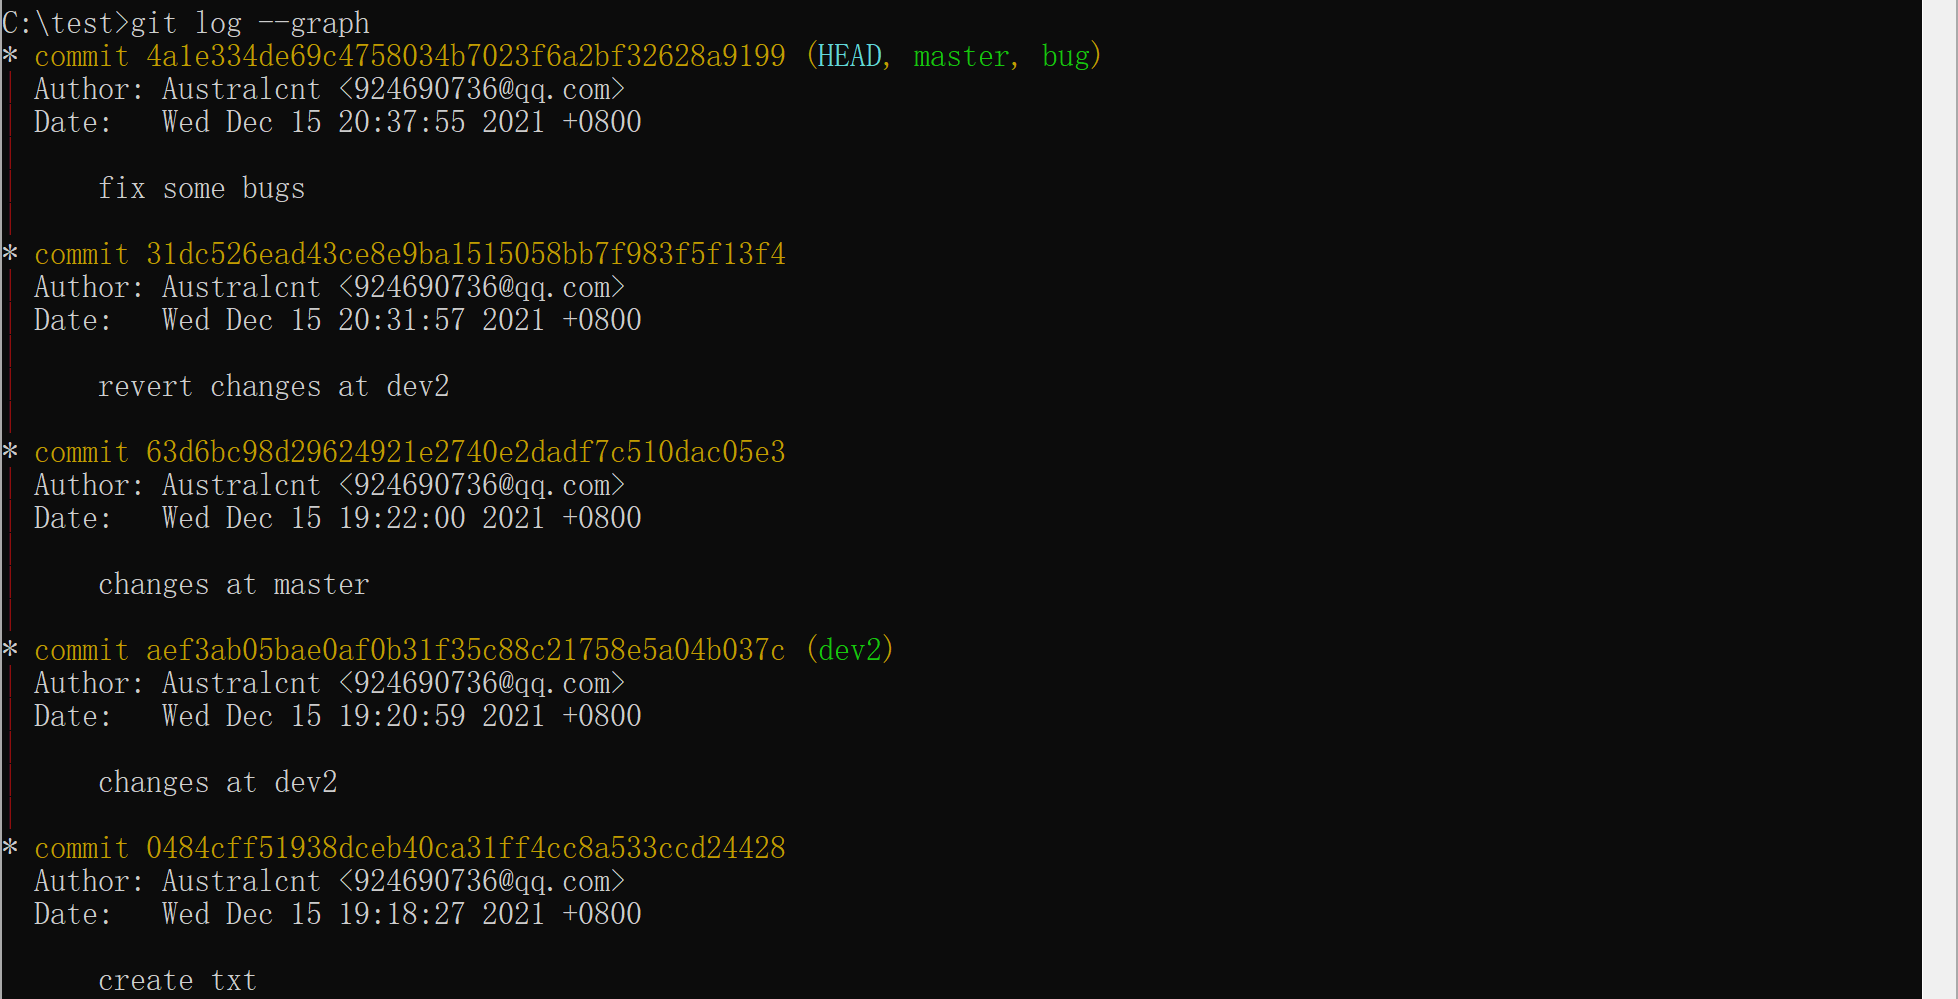 C:\test>git log --graph
* commit 4a1e334de69c4758034b7023f6a2bf32628a9199 (HEAD, master, bug)
| Author: Australcnt <924690736@qq.com>
| Date:   Wed Dec 15 20:37:55 2021 +0800
|
|     fix some bugs
|
* commit 31dc526ead43ce8e9ba1515058bb7f983f5f13f4
| Author: Australcnt <924690736@qq.com>
| Date:   Wed Dec 15 20:31:57 2021 +0800
|
|     revert changes at dev2
|
* commit 63d6bc98d29624921e2740e2dadf7c510dac05e3
| Author: Australcnt <924690736@qq.com>
| Date:   Wed Dec 15 19:22:00 2021 +0800
|
|     changes at master
|
* commit aef3ab05bae0af0b31f35c88c21758e5a04b037c (dev2)
| Author: Australcnt <924690736@qq.com>
| Date:   Wed Dec 15 19:20:59 2021 +0800
|
|     changes at dev2
|
* commit 0484cff51938dceb40ca31ff4cc8a533ccd24428
  Author: Australcnt <924690736@qq.com>
  Date:   Wed Dec 15 19:18:27 2021 +0800

      create txt